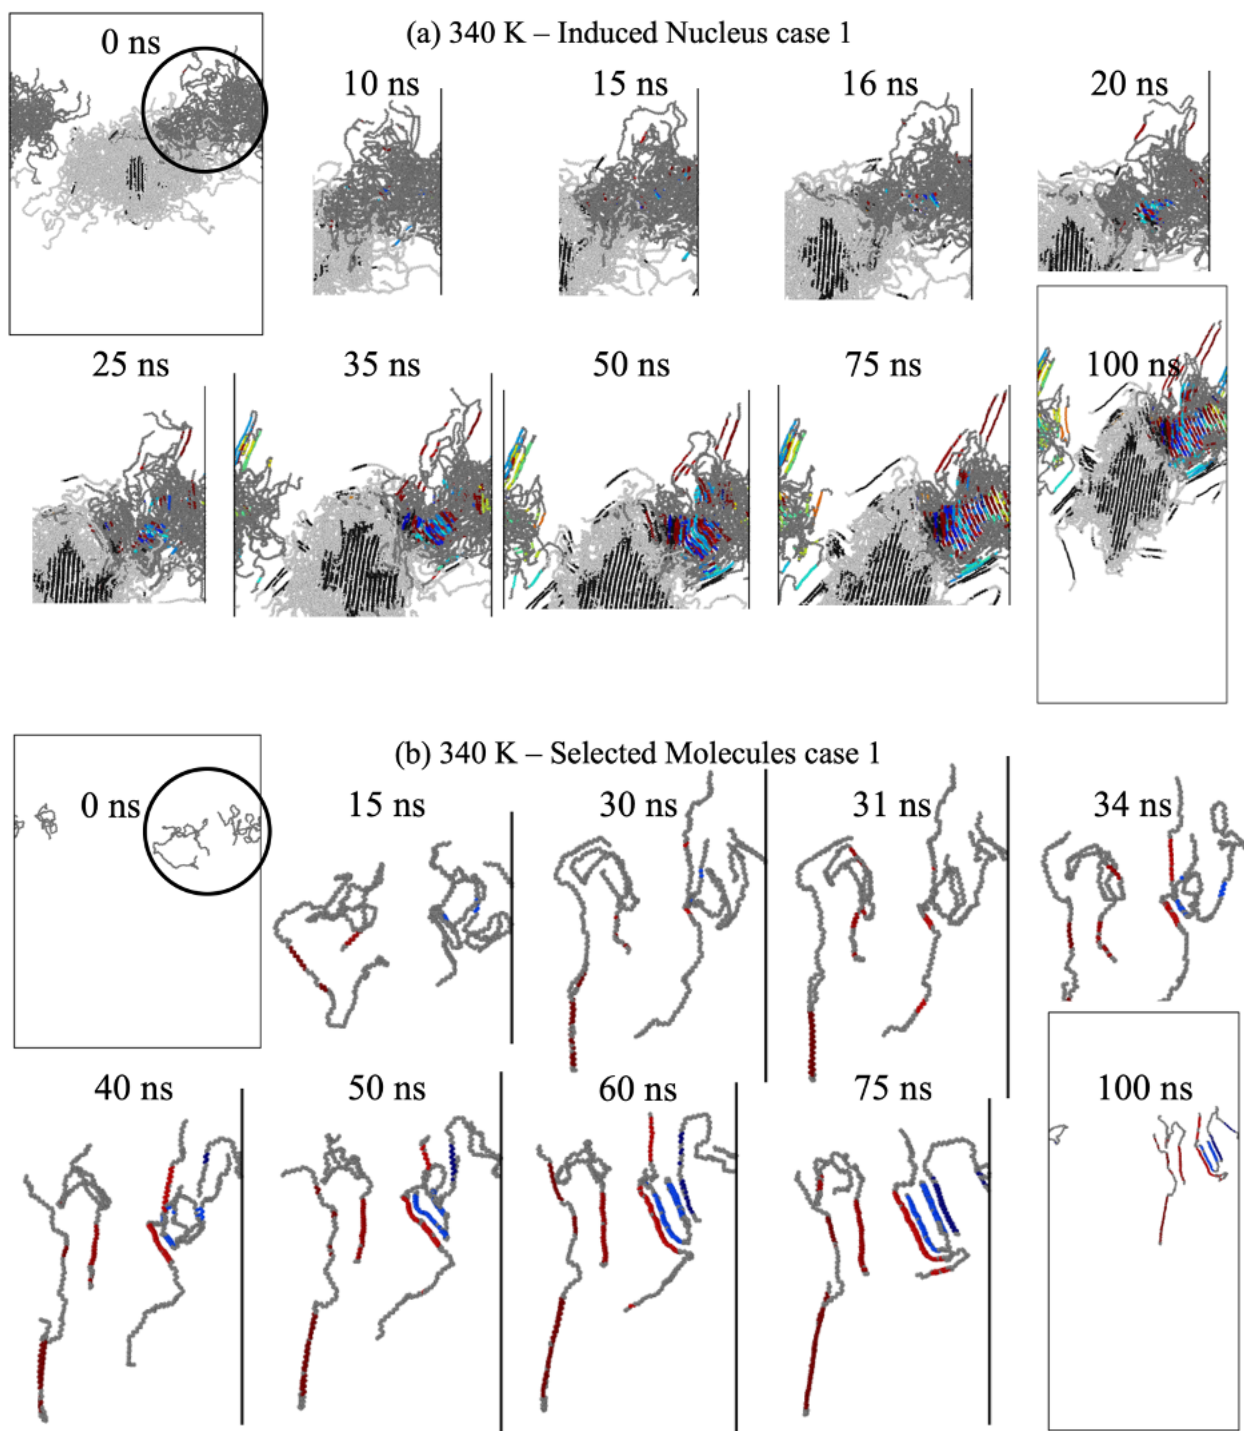 (a) 340 K – Induced Nucleus case 1
0 ns
10 ns
15 ns
16 ns
20 ns
25 ns
35 ns
50 ns
75 ns
100 ns
(b) 340 K – Selected Molecules case 1
0 ns
15 ns
30 ns
31 ns
34 ns
40 ns
50 ns
60 ns
75 ns
100 ns